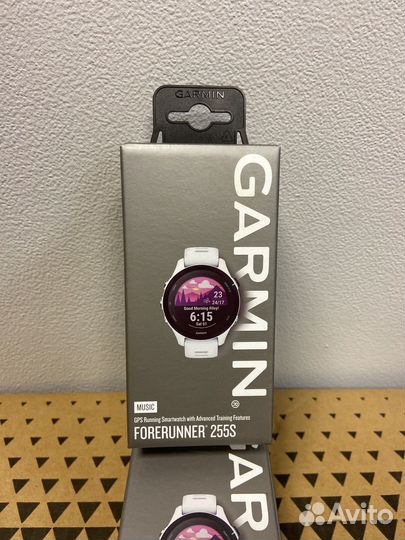 GARMIN
GARMIN
23
24/17
Good Morning Riley!
6:15
Sat 01
MUSIC
GPS Running Smartwatch with Advanced Training Features
FORERUNNER® 255S
AR
Avito